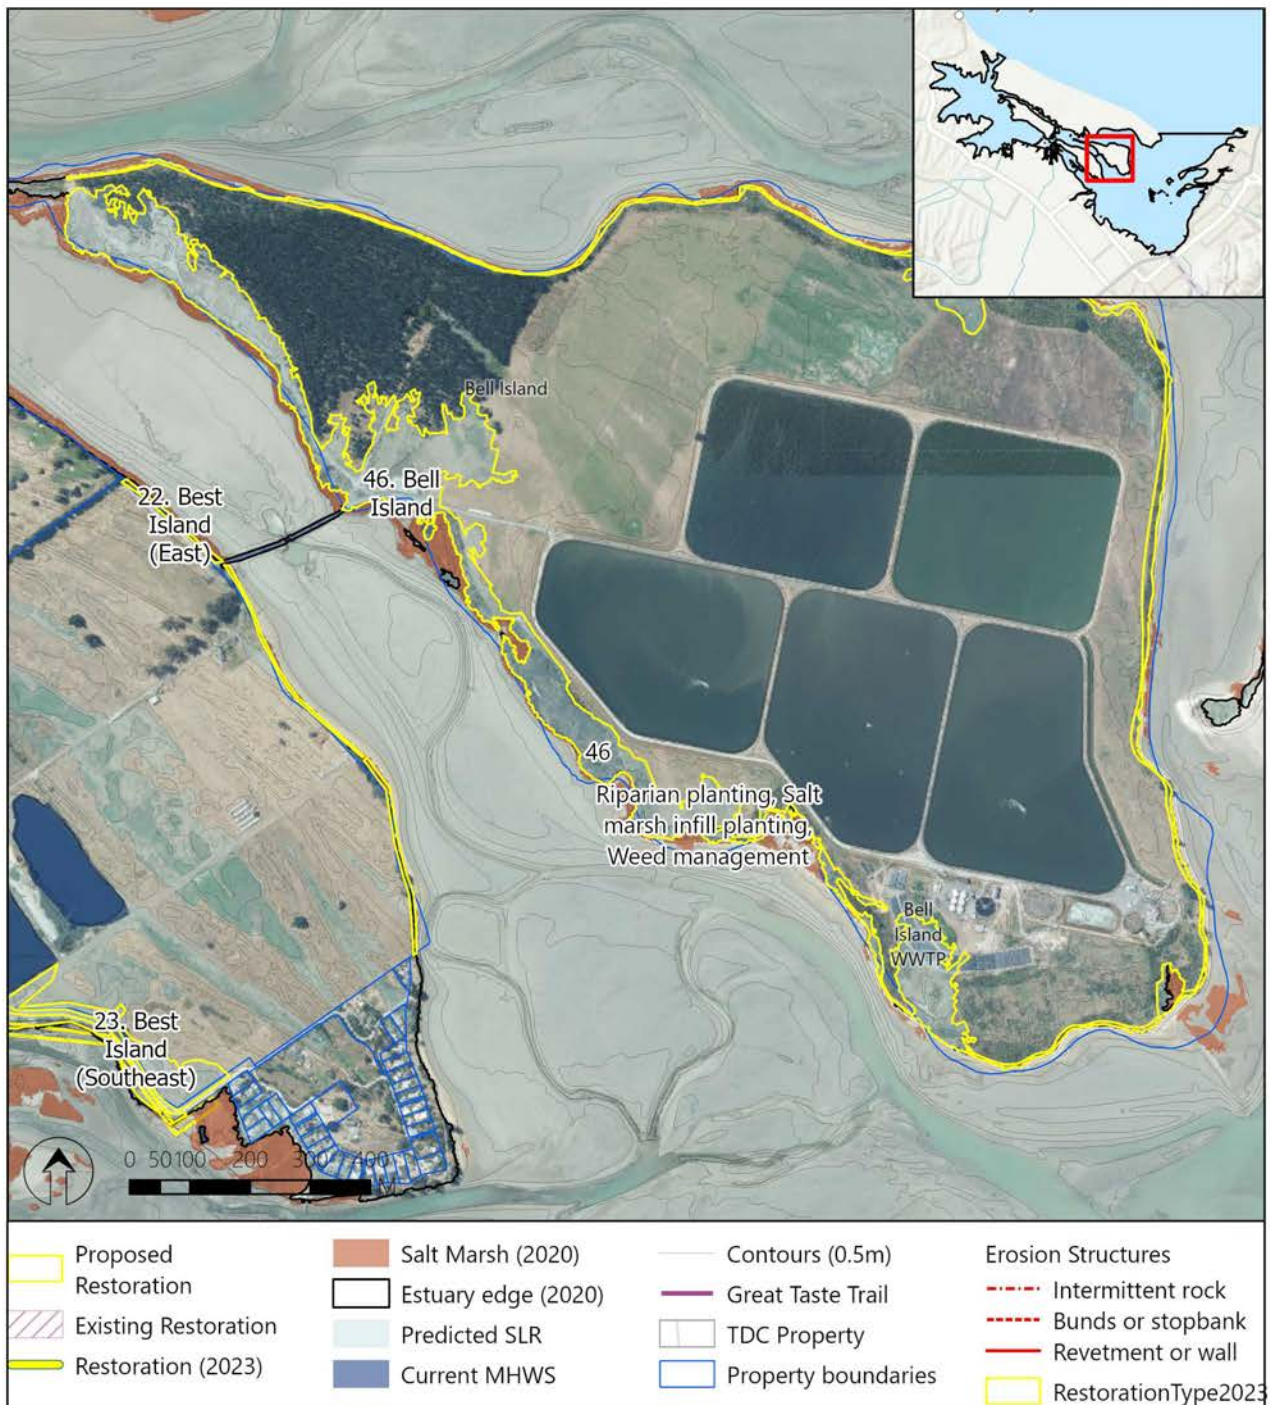 Bell Island
46. Bell
Island
22. Best
Island
(East)
46
Riparian planting, Salt
marsh infill planting,
Weed management
Bell
Island
WWTP
23. Best
Island
(Southeast)
0 50 100 200 300 400
M
Proposed
Restoration
Existing Restoration
Restoration (2023)
Salt Marsh (2020)
Estuary edge (2020)
Predicted SLR
Current MHWS
Contours (0.5m)
Great Taste Trail
TDC Property
Property boundaries
Erosion Structures
Intermittent rock
Bunds or stopbank
Revetment or wall
RestorationType2023